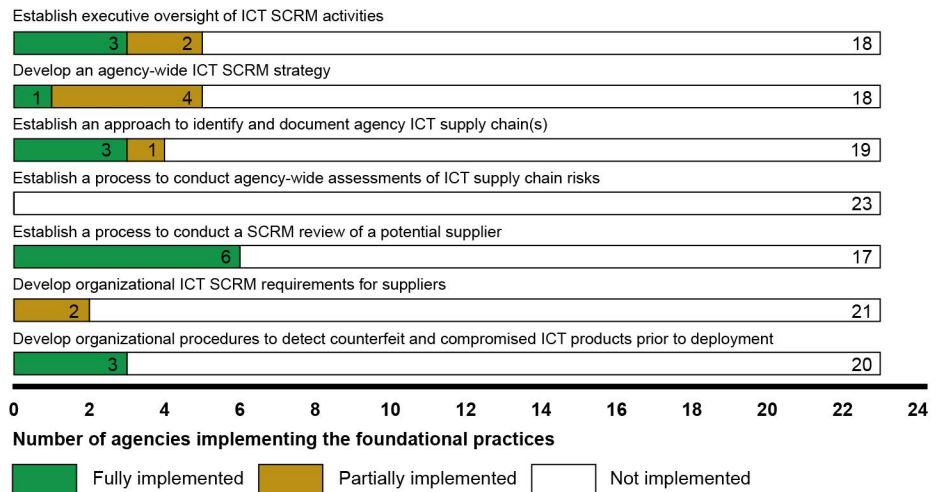 Establish executive oversight of ICT SCRM activities
3 2 18
Develop an agency-wide ICT SCRM strategy
1 4 18
Establish an approach to identify and document agency ICT supply chain(s)
3 1 19
Establish a process to conduct agency-wide assessments of ICT supply chain risks
23
Establish a process to conduct a SCRM review of a potential supplier
6 17
Develop organizational ICT SCRM requirements for suppliers
2 21
Develop organizational procedures to detect counterfeit and compromised ICT products prior to deployment
3 20
0 2 4 6 8 10 12 14 16 18 20 22 24
Number of agencies implementing the foundational practices
Fully implemented Partially implemented Not implemented